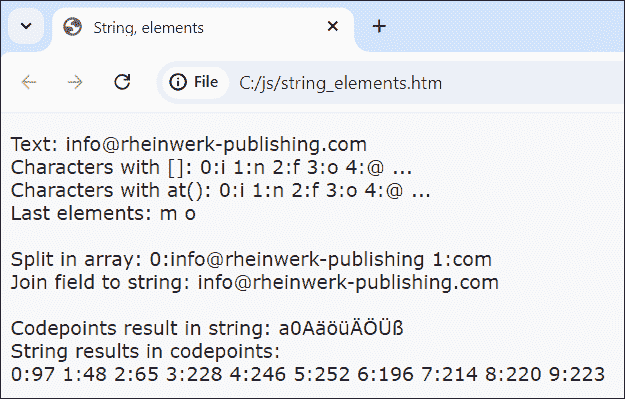 String, elements
File C:/js/string_elements.htm
Text: info@rheinwerk-publishing.com
Characters with []: 0:i 1:n 2:f 3:o 4:@ ...
Characters with at(): 0:i 1:n 2:f 3:o 4:@ ...
Last elements: m o
Split in array: 0:info@rheinwerk-publishing 1:com
Join field to string: info@rheinwerk-publishing.com
Codepoints result in string: a0AäöüÄÖÜß
String results in codepoints:
0:97 1:48 2:65 3:228 4:246 5:252 6:196 7:214 8:220 9:223